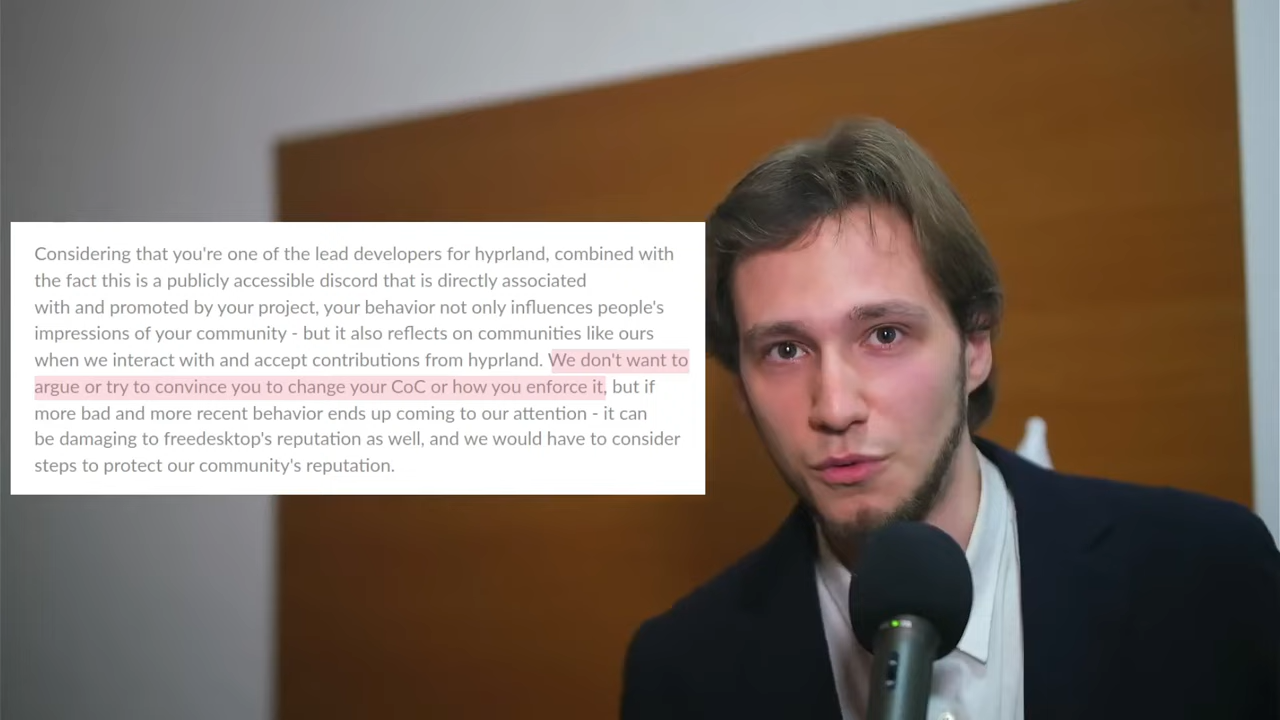 Considering that you're one of the lead developers for hyprland, combined with
the fact this is a publicly accessible discord that is directly associated
with and promoted by your project, your behavior not only influences people's
impressions of your community - but it also reflects on communities like ours
when we interact with and accept contributions from hyprland. We don't want to
argue or try to convince you to change your CoC or how you enforce it, but if
more bad and more recent behavior ends up coming to our attention - it can
be damaging to freedesktop's reputation as well, and we would have to consider
steps to protect our community's reputation.